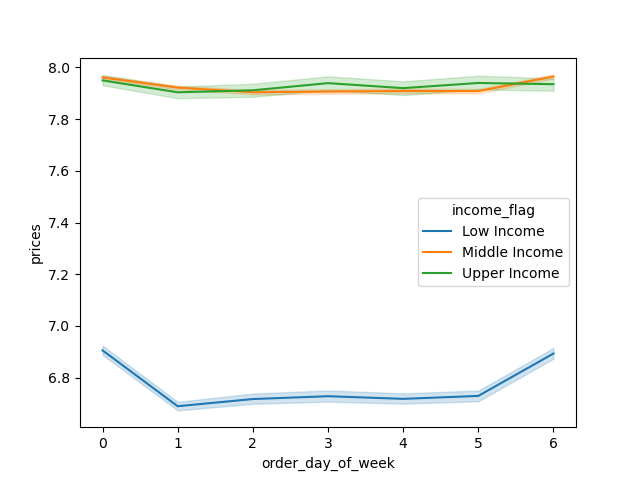 8.0
7.8
7.6
7.4
7.2
7.0
6.8
prices
income_flag
Low Income
Middle Income
Upper Income
0 1 2 3 4 5 6
order_day_of_week